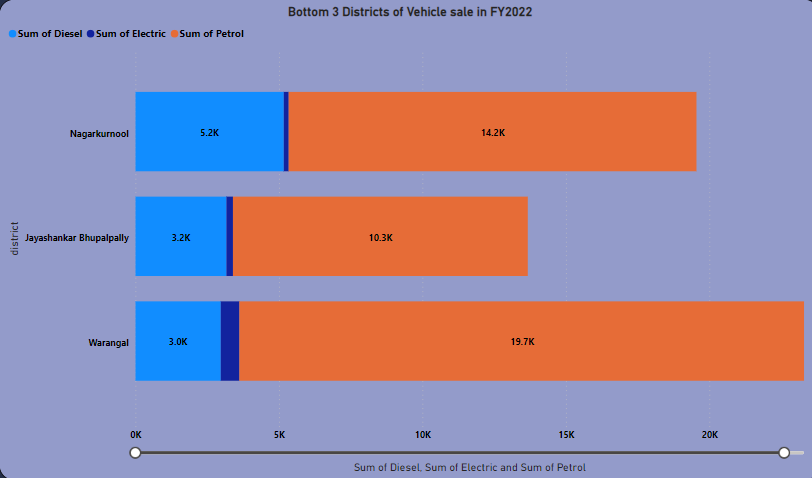 Bottom 3 Districts of Vehicle sale in FY2022
Sum of Diesel Sum of Electric Sum of Petrol
Nagarkurnool 5.2K 14.2K
Jayashankar Bhupalpally 3.2K 10.3K
district
Warangal 3.0K 19.7K
0K 5K 10K 15K 20K
Sum of Diesel, Sum of Electric and Sum of Petrol